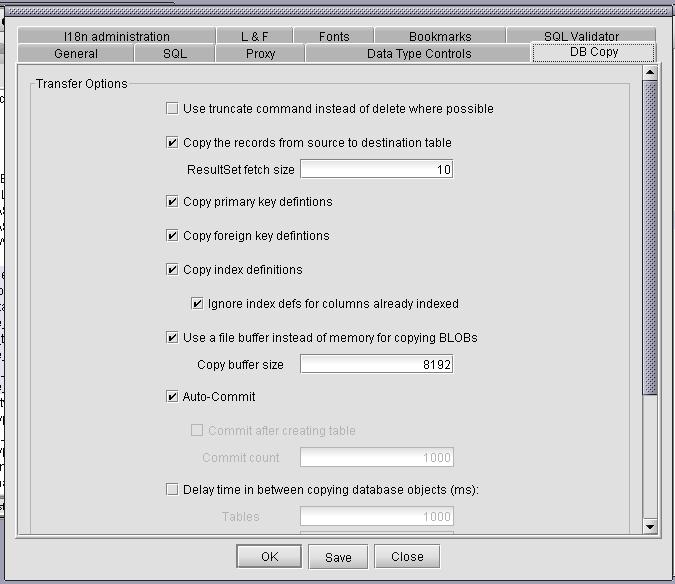 I18n administration L & F Fonts Bookmarks SQL Validator
General SQL Proxy Data Type Controls DB Copy
Transfer Options
Use truncate command instead of delete where possible
Copy the records from source to destination table
ResultSet fetch size 10
Copy primary key defintions
Copy foreign key defintions
Copy index definitions
Ignore index defs for columns already indexed
Use a file buffer instead of memory for copying BLOBs
Copy buffer size 8192
Auto-Commit
Commit after creating table
Commit count 1000
Delay time in between copying database objects (ms):
Tables 1000
OK Save Close